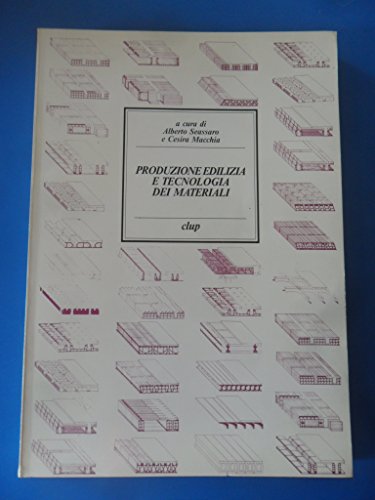 a cura di
Alberto Seassaro
e Cesira Macchia
PRODUZIONE EDILIZIA
E TECNOLOGIA
DEI MATERIALI
clup